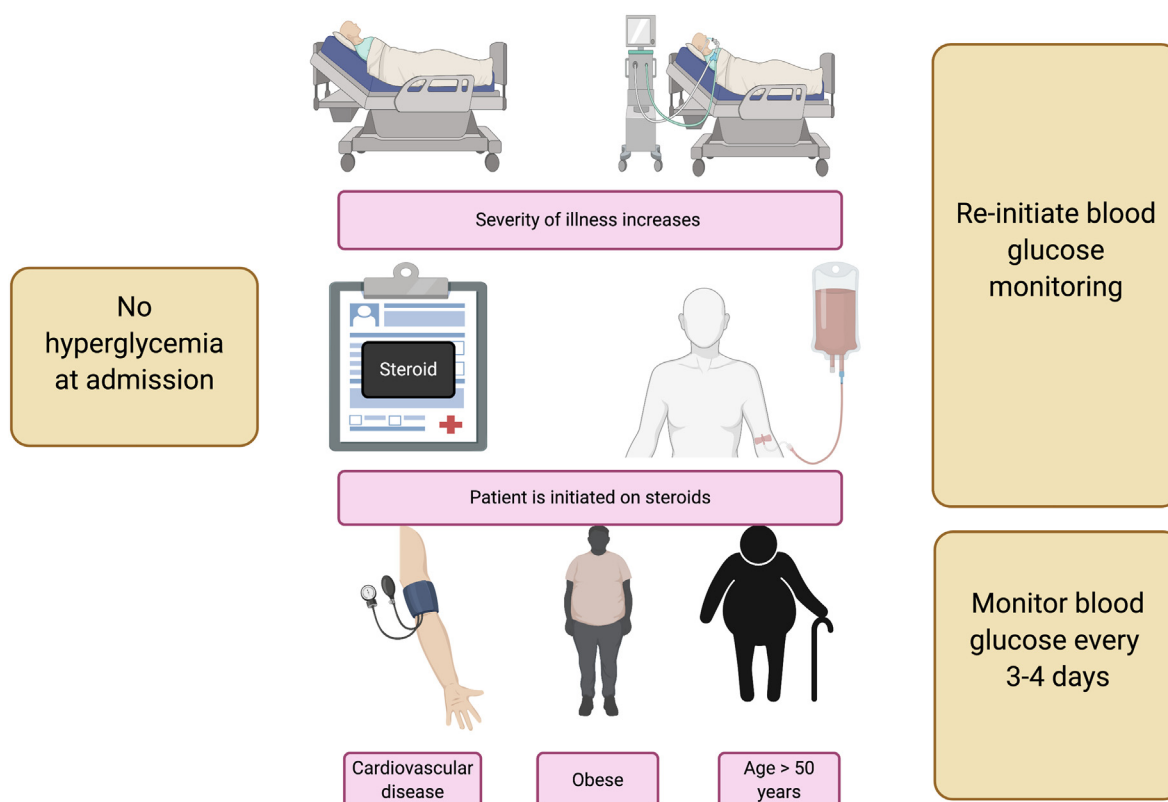 No
hyperglycemia
at admission
Severity of illness increases
Steroid
Patient is initiated on steroids
Cardiovascular
disease
Obese
Age > 50
years
Re-initiate blood
glucose
monitoring
Monitor blood
glucose every
3-4 days